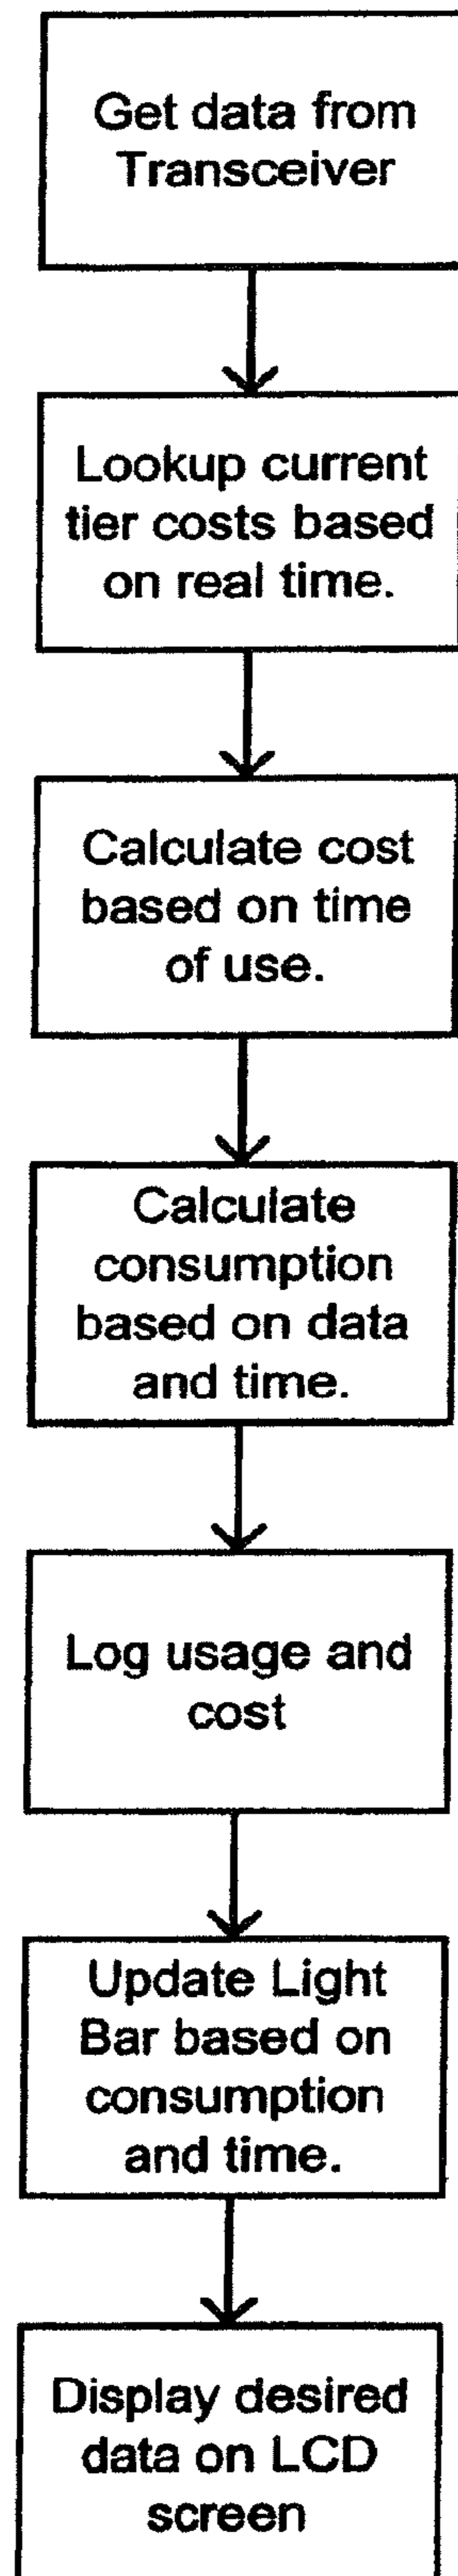 Get data from
Transceiver
Lookup current
tier costs based
on real time.
Calculate cost
based on time
of use.
Calculate
consumption
based on data
and time.
Log usage and
cost
Update Light
Bar based on
consumption
and time.
Display desired
data on LCD
screen